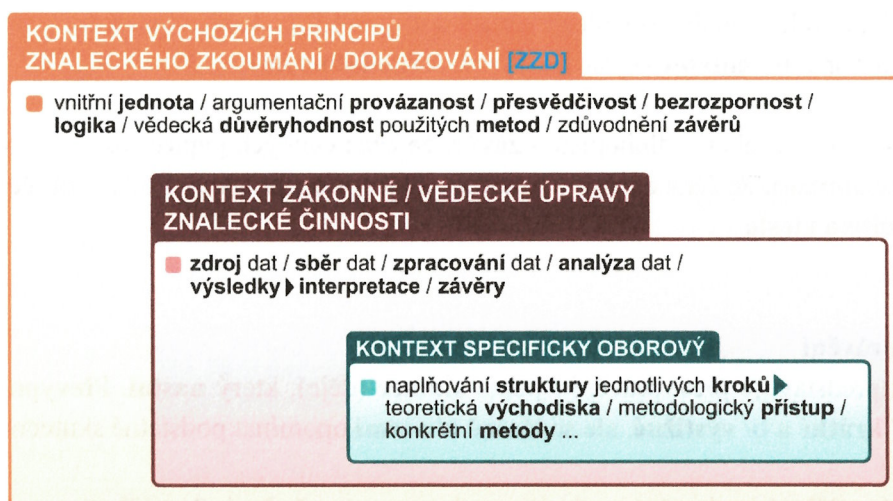 KONTEXT VÝCHOZÍCH PRINCIPŮ
ZNALECKÉHO ZKOUMÁNÍ / DOKAZOVÁNÍ [ZZD]
vnitřní jednota / argumentační provázanost / přesvědčivost / bezrozpornost /
logika / vědecká důvěryhodnost použitých metod / zdůvodnění závěrů
KONTEXT ZÁKONNÉ / VĚDECKÉ ÚPRAVY
ZNALECKÉ ČINNOSTI
zdroj dat / sběr dat / zpracování dat / analýza dat /
výsledky ▶ interpretace / závěry
KONTEXT SPECIFICKY OBOROVÝ
naplňování struktury jednotlivých kroků ▶
teoretická východiska / metodologický přístup /
konkrétní metody ...